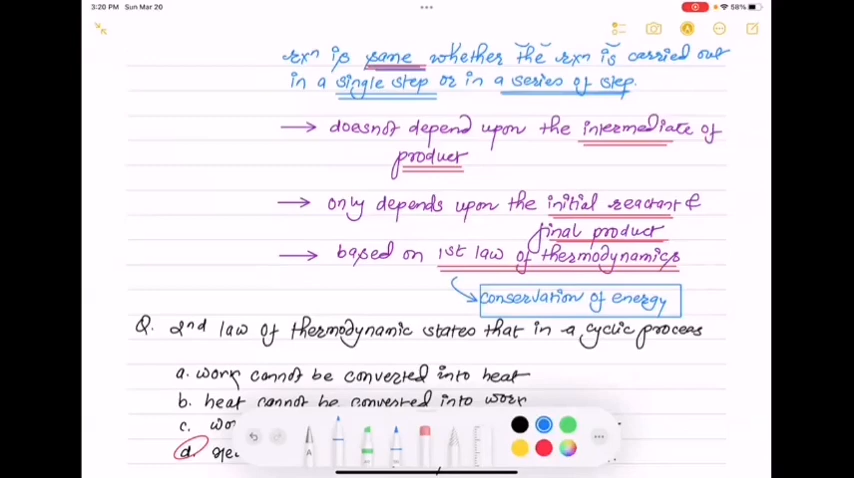 3:20 PM Sun Mar 20
58%
rxn is same whether the rxn is carried out
in a single step or in a series of step.
→ doesnot depend upon the intermediate of
product
→ only depends upon the initial reactant &
final product
→ based on 1st law of thermodynamics
conservation of energy
Q. 2nd law of thermodynamic states that in a cyclic process
a. work cannot be converted into heat
b. heat cannot be converted into work
c.
d.
A